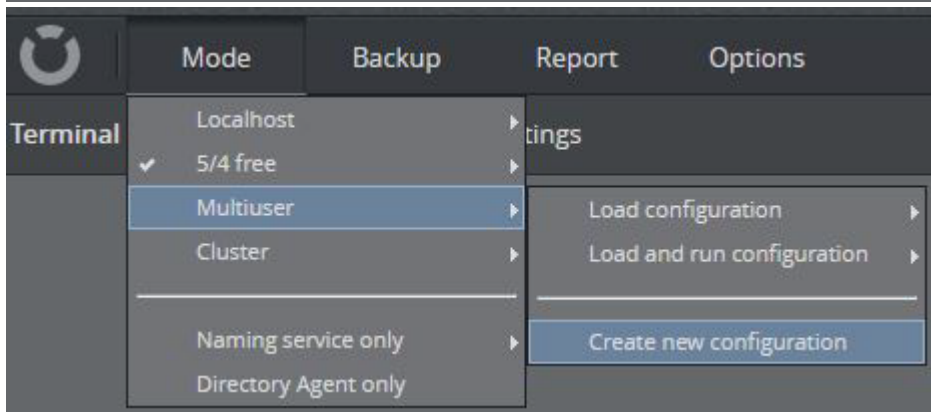 Mode Backup Report Options
Terminal tings
Localhost
5/4 free
Multiuser
Load configuration
Cluster
Load and run configuration
Naming service only
Create new configuration
Directory Agent only